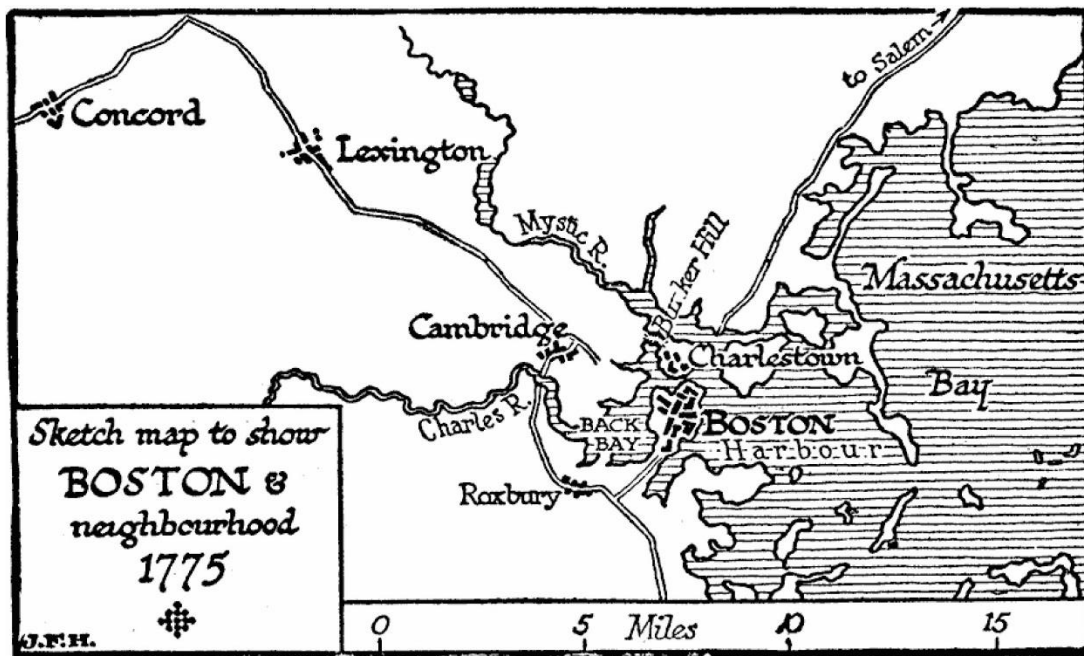 to Salem →
Concord
Lexington
Mystic R.
Bunker Hill
Massachusetts
Cambridge
Charlestown
Bay
Charles R.
BACK
BAY
BOSTON
Harbour
Roxbury
Sketch map to show
BOSTON &
neighbourhood
1775
J.F.H.
0 5 Miles 10 15